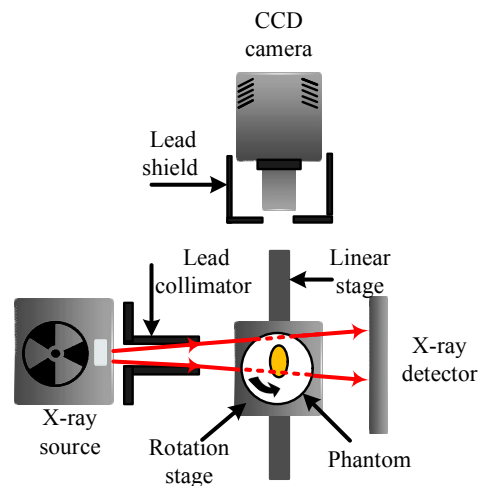 CCD
camera
Lead
shield
Lead
collimator
Linear
stage
X-ray
detector
X-ray
source
Rotation
stage
Phantom